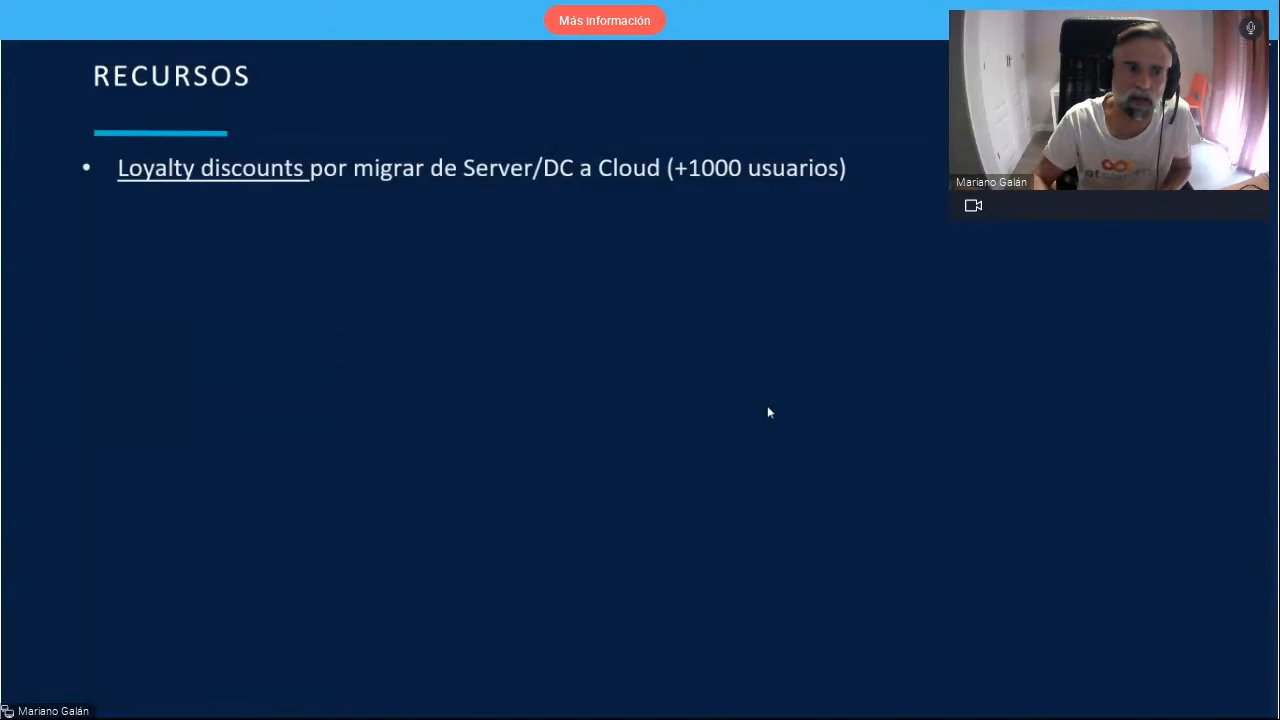 Más información
RECURSOS
• Loyalty discounts por migrar de Server/DC a Cloud (+1000 usuarios)
Mariano Galán
Mariano Galán